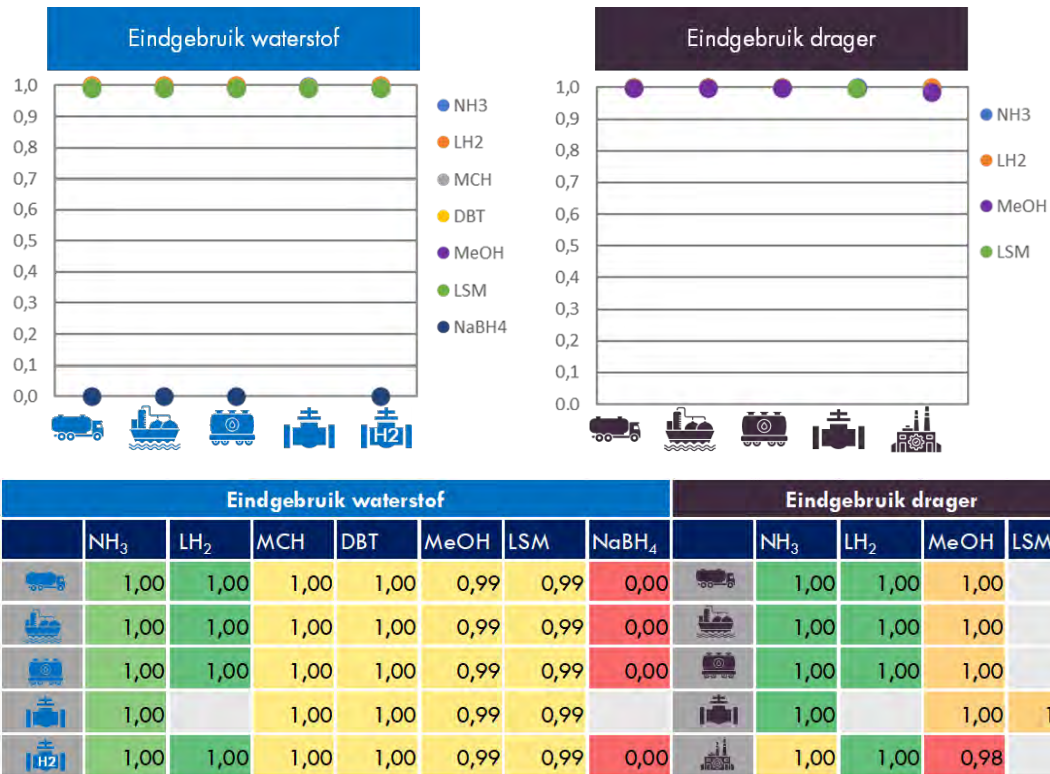 Eindgebruik waterstof
1,0
0,9
0,8
0,7
0,6
0,5
0,4
0,3
0,2
0,1
0,0
NH3
LH2
MCH
DBT
MeOH
LSM
NaBH4
H2
Eindgebruik drager
1,0
0,9
0,8
0,7
0,6
0,5
0,4
0,3
0,2
0,1
0.0
NH3
LH2
MeOH
LSM
Eindgebruik waterstof Eindgebruik drager
NH₃ LH₂ MCH DBT MeOH LSM NaBH₄ NH₃ LH₂ MeOH LSM
1,00 1,00 1,00 1,00 0,99 0,99 0,00 1,00 1,00 1,00
1,00 1,00 1,00 1,00 0,99 0,99 0,00 1,00 1,00 1,00
1,00 1,00 1,00 1,00 0,99 0,99 0,00 1,00 1,00 1,00
1,00 1,00 1,00 0,99 0,99 1,00 1,00
H2 1,00 1,00 1,00 1,00 0,99 0,99 0,00 1,00 1,00 0,98